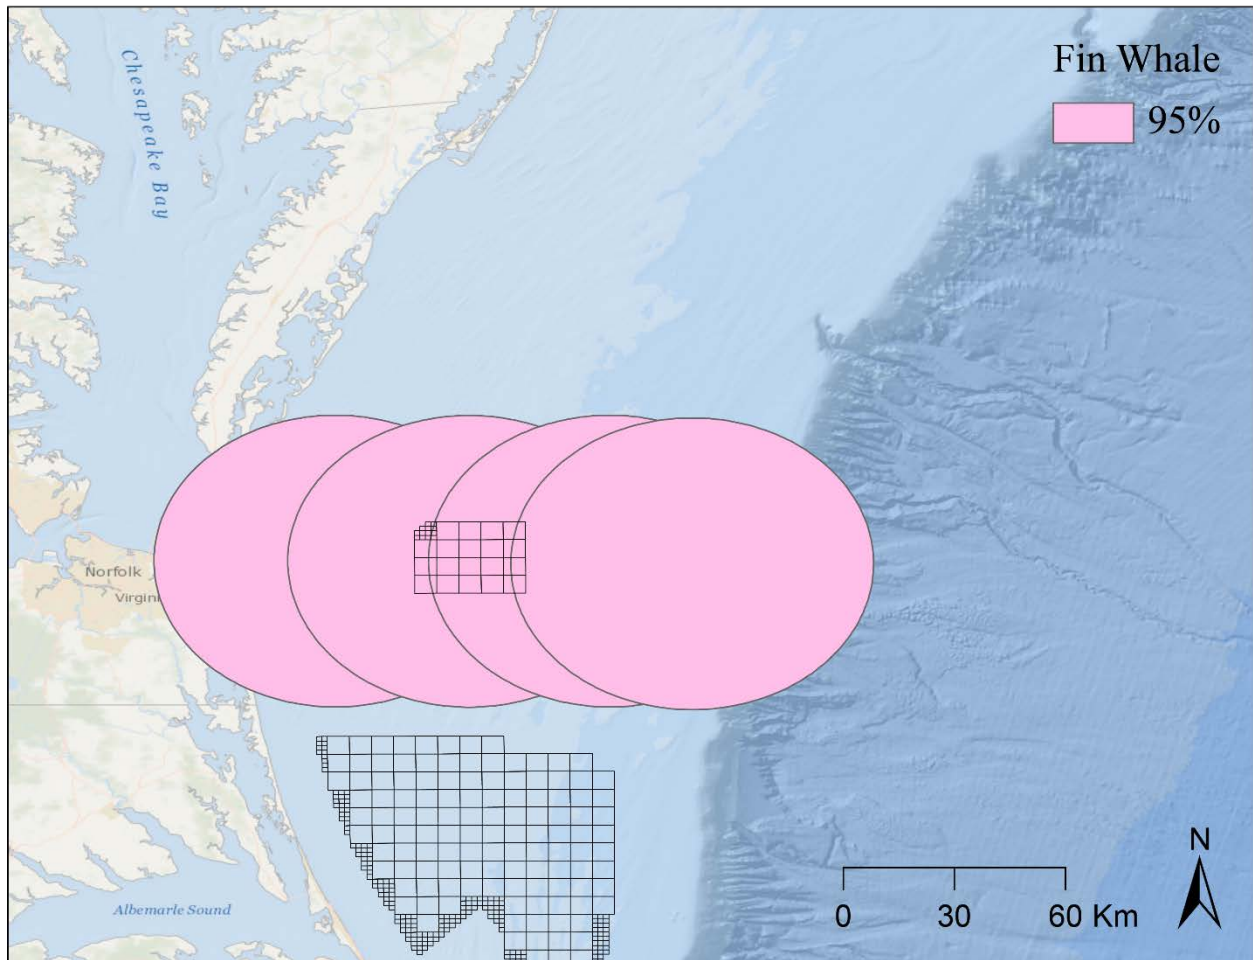 Fin Whale
95%
Chesapeake Bay
Norfolk
Virgini
Albemarle Sound
N
0 30 60 Km